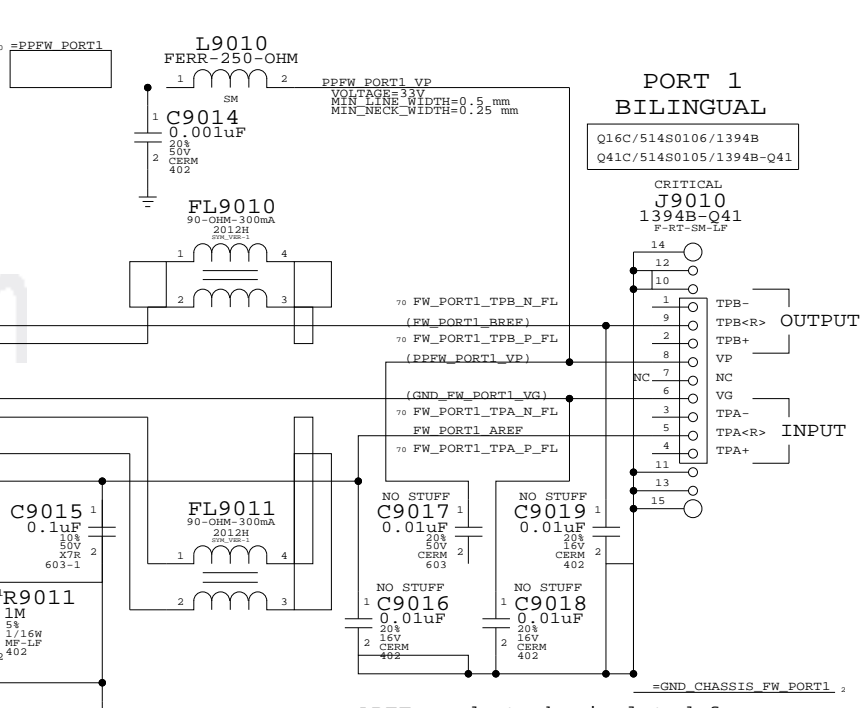 =PPFW_PORT1
L9010
FERR-250-OHM
1 2
SM
PPFW_PORT1_VP
VOLTAGE=33V
MIN_LINE_WIDTH=0.5 mm
MIN_NECK_WIDTH=0.25 mm
1
C9014
0.001uF
20%
50V
2
CERM
402
PORT 1
BILINGUAL
Q16C/514S0106/1394B
Q41C/514S0105/1394B-Q41
CRITICAL
J9010
1394B-Q41
F-RT-SM-LF
FL9010
90-OHM-300mA
2012H
SYM_VER-1
1 4
2 3
14
12
10
70 FW_PORT1_TPB_N_FL 1 TPB-
(FW_PORT1_BREF) 9 TPB<R>
OUTPUT
70 FW_PORT1_TPB_P_FL 2 TPB+
(PPFW_PORT1_VP) 8 VP
NC 7 NC
(GND_FW_PORT1_VG) 6 VG
70 FW_PORT1_TPA_N_FL 3 TPA-
FW_PORT1_AREF 5 TPA<R>
INPUT
70 FW_PORT1_TPA_P_FL 4 TPA+
11
13
15
C9015 1
0.1uF
10%
50V
X7R 2
603-1
FL9011
90-OHM-300mA
2012H
SYM_VER-1
1 4
2 3
NO STUFF
C9017 1
0.01uF
20%
50V
CERM 2
603
NO STUFF
C9019 1
0.01uF
20%
16V
CERM 2
402
R9011
1M
5%
1/16W
MF-LF
402
2
NO STUFF
1 C9016
0.01uF
20%
16V
2 CERM
402
NO STUFF
1 C9018
0.01uF
20%
16V
2 CERM
402
=GND_CHASSIS_FW_PORT1 2